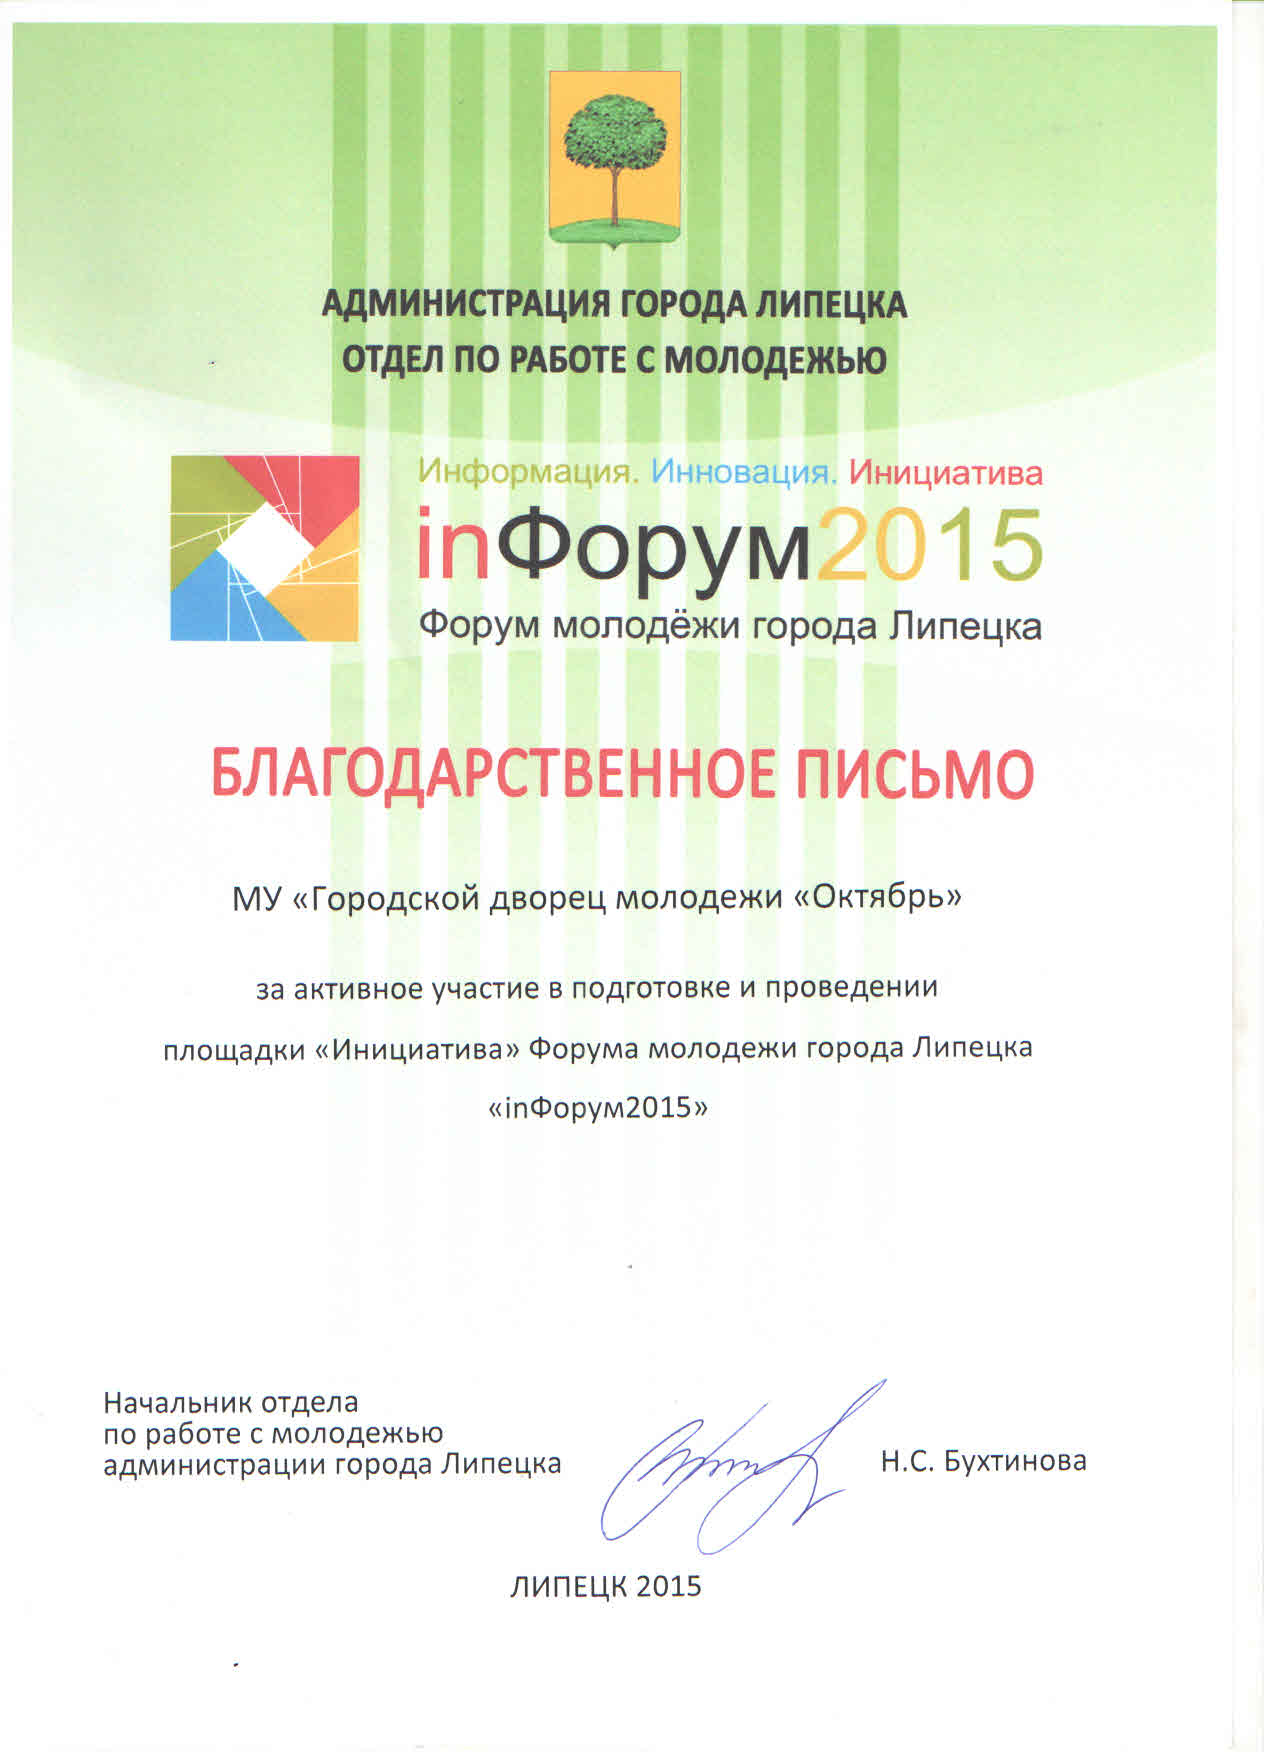 АДМИНИСТРАЦИЯ ГОРОДА ЛИПЕЦКА
ОТДЕЛ ПО РАБОТЕ С МОЛОДЕЖЬЮ
Информация. Инновация. Инициатива
inФорум2015
Форум молодёжи города Липецка
БЛАГОДАРСТВЕННОЕ ПИСЬМО
МУ «Городской дворец молодежи «Октябрь»
за активное участие в подготовке и проведении
площадки «Инициатива» Форума молодежи города Липецка
«inФорум2015»
Начальник отдела
по работе с молодежью
администрации города Липецка
Н.С. Бухтинова
ЛИПЕЦК 2015